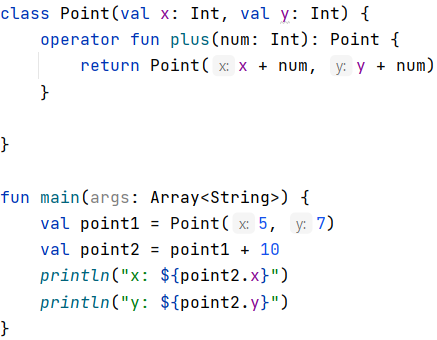 class Point(val x: Int, val y: Int) {
    operator fun plus(num: Int): Point {
        return Point( x: x + num, y: y + num)
    }
}
fun main(args: Array<String>) {
    val point1 = Point( x: 5, y: 7)
    val point2 = point1 + 10
    println("x: ${point2.x}")
    println("y: ${point2.y}")
}